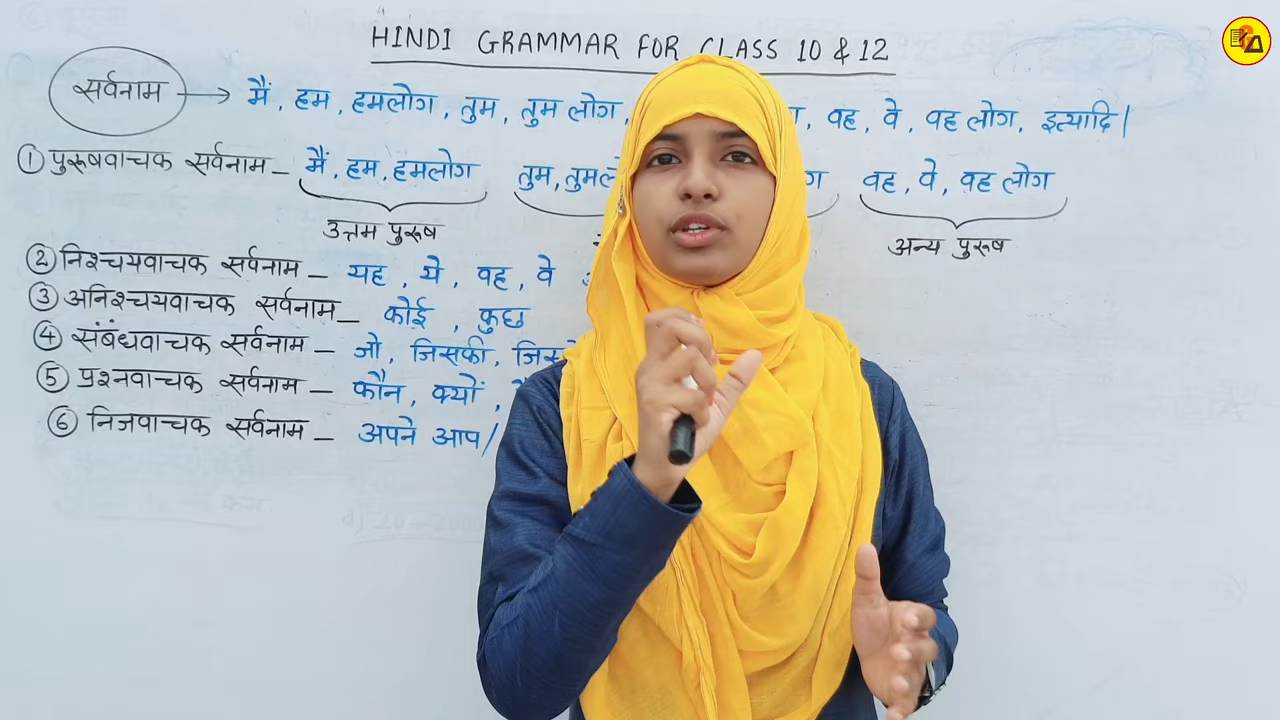 HINDI GRAMMAR FOR CLASS 10 & 12
सर्वनाम → मैं, हम, हमलोग, तुम, तुम लोग, वह, वे, वह लोग, इत्यादि|
① पुरूषवाचक सर्वनाम - मैं, हम, हमलोग तुम, वह, वे, वह लोग
उत्तम पुरूष अन्य पुरूष
② निश्चयवाचक सर्वनाम - यह, ये, वह, वे
③ अनिश्चयवाचक सर्वनाम - कोई, कुछ
④ संबंधवाचक सर्वनाम - जो, जिसकी,
⑤ प्रश्नवाचक सर्वनाम - कौन, क्यों,
⑥ निजवाचक सर्वनाम - अपने आप/